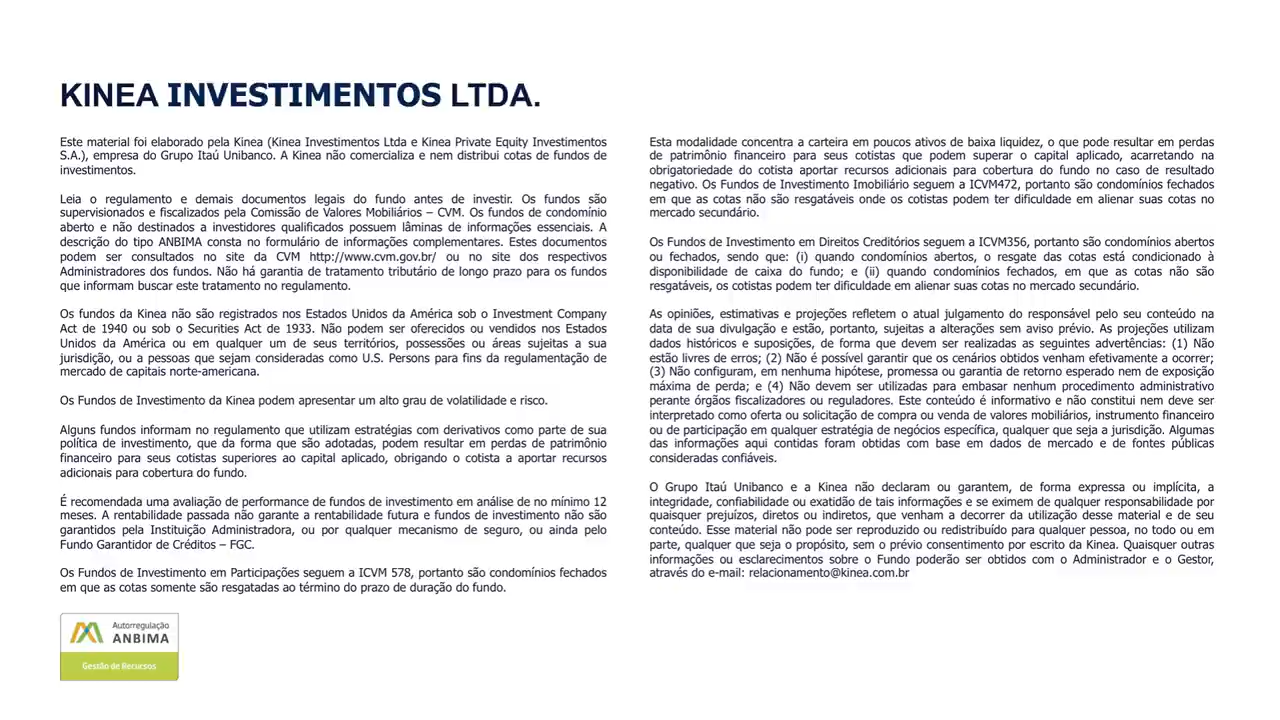 KINEA INVESTIMENTOS LTDA.
Este material foi elaborado pela Kinea (Kinea Investimentos Ltda e Kinea Private Equity Investimentos
S.A.), empresa do Grupo Itaú Unibanco. A Kinea não comercializa e nem distribui cotas de fundos de
investimentos.
Leia o regulamento e demais documentos legais do fundo antes de investir. Os fundos são
supervisionados e fiscalizados pela Comissão de Valores Mobiliários – CVM. Os fundos de condomínio
aberto e não destinados a investidores qualificados possuem lâminas de informações essenciais. A
descrição do tipo ANBIMA consta no formulário de informações complementares. Estes documentos
podem ser consultados no site da CVM http://www.cvm.gov.br/ ou no site dos respectivos
Administradores dos fundos. Não há garantia de tratamento tributário de longo prazo para os fundos
que informam buscar este tratamento no regulamento.
Os fundos da Kinea não são registrados nos Estados Unidos da América sob o Investment Company
Act de 1940 ou sob o Securities Act de 1933. Não podem ser oferecidos ou vendidos nos Estados
Unidos da América ou em qualquer um de seus territórios, possessões ou áreas sujeitas a sua
jurisdição, ou a pessoas que sejam consideradas como U.S. Persons para fins da regulamentação de
mercado de capitais norte-americana.
Os Fundos de Investimento da Kinea podem apresentar um alto grau de volatilidade e risco.
Alguns fundos informam no regulamento que utilizam estratégias com derivativos como parte de sua
política de investimento, que da forma que são adotadas, podem resultar em perdas de patrimônio
financeiro para seus cotistas superiores ao capital aplicado, obrigando o cotista a aportar recursos
adicionais para cobertura do fundo.
É recomendada uma avaliação de performance de fundos de investimento em análise de no mínimo 12
meses. A rentabilidade passada não garante a rentabilidade futura e fundos de investimento não são
garantidos pela Instituição Administradora, ou por qualquer mecanismo de seguro, ou ainda pelo
Fundo Garantidor de Créditos – FGC.
Os Fundos de Investimento em Participações seguem a ICVM 578, portanto são condomínios fechados
em que as cotas somente são resgatadas ao término do prazo de duração do fundo.
Esta modalidade concentra a carteira em poucos ativos de baixa liquidez, o que pode resultar em perdas
de patrimônio financeiro para seus cotistas que podem superar o capital aplicado, acarretando na
obrigatoriedade do cotista aportar recursos adicionais para cobertura do fundo no caso de resultado
negativo. Os Fundos de Investimento Imobiliário seguem a ICVM472, portanto são condomínios fechados
em que as cotas não são resgatáveis onde os cotistas podem ter dificuldade em alienar suas cotas no
mercado secundário.
Os Fundos de Investimento em Direitos Creditórios seguem a ICVM356, portanto são condomínios abertos
ou fechados, sendo que: (i) quando condomínios abertos, o resgate das cotas está condicionado à
disponibilidade de caixa do fundo; e (ii) quando condomínios fechados, em que as cotas não são
resgatáveis, os cotistas podem ter dificuldade em alienar suas cotas no mercado secundário.
As opiniões, estimativas e projeções refletem o atual julgamento do responsável pelo seu conteúdo na
data de sua divulgação e estão, portanto, sujeitas a alterações sem aviso prévio. As projeções utilizam
dados históricos e suposições, de forma que devem ser realizadas as seguintes advertências: (1) Não
estão livres de erros; (2) Não é possível garantir que os cenários obtidos venham efetivamente a ocorrer;
(3) Não configuram, em nenhuma hipótese, promessa ou garantia de retorno esperado nem de exposição
máxima de perda; e (4) Não devem ser utilizadas para embasar nenhum procedimento administrativo
perante órgãos fiscalizadores ou reguladores. Este conteúdo é informativo e não constitui nem deve ser
interpretado como oferta ou solicitação de compra ou venda de valores mobiliários, instrumento financeiro
ou de participação em qualquer estratégia de negócios específica, qualquer que seja a jurisdição. Algumas
das informações aqui contidas foram obtidas com base em dados de mercado e de fontes públicas
consideradas confiáveis.
O Grupo Itaú Unibanco e a Kinea não declaram ou garantem, de forma expressa ou implícita, a
integridade, confiabilidade ou exatidão de tais informações e se eximem de qualquer responsabilidade por
quaisquer prejuízos, diretos ou indiretos, que venham a decorrer da utilização desse material e de seu
conteúdo. Esse material não pode ser reproduzido ou redistribuído para qualquer pessoa, no todo ou em
parte, qualquer que seja o propósito, sem o prévio consentimento por escrito da Kinea. Quaisquer outras
informações ou esclarecimentos sobre o Fundo poderão ser obtidos com o Administrador e o Gestor,
através do e-mail: relacionamento@kinea.com.br
Autorregulação
ANBIMA
Gestão de Recursos